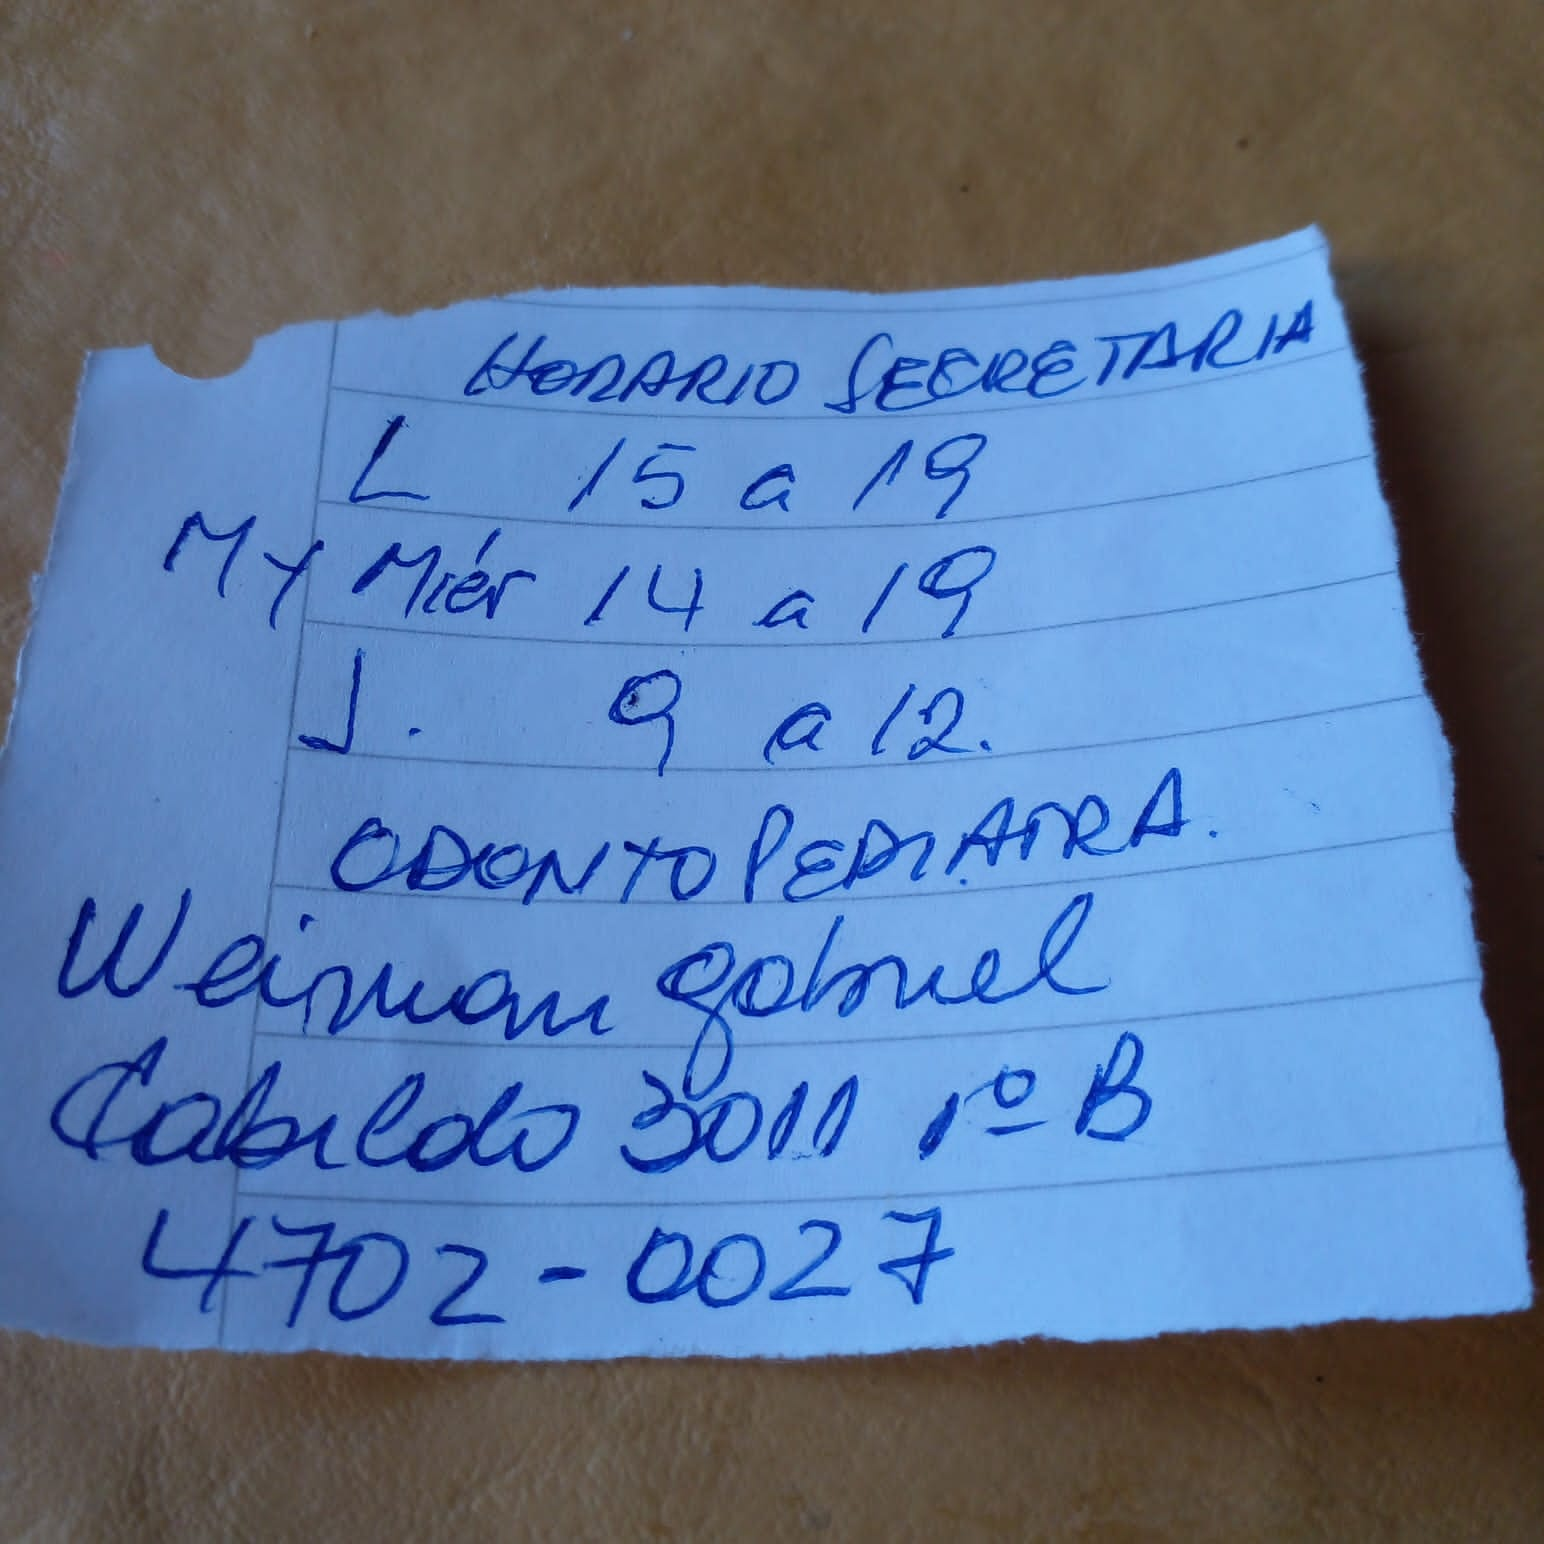 HORARIO SECRETARIA
L 15 a 19
M y Miér 14 a 19
J. 9 a 12.
ODONTOPEDIATRA.
Weinman gabriel
Cabildo 3011 1º B
4702-0027